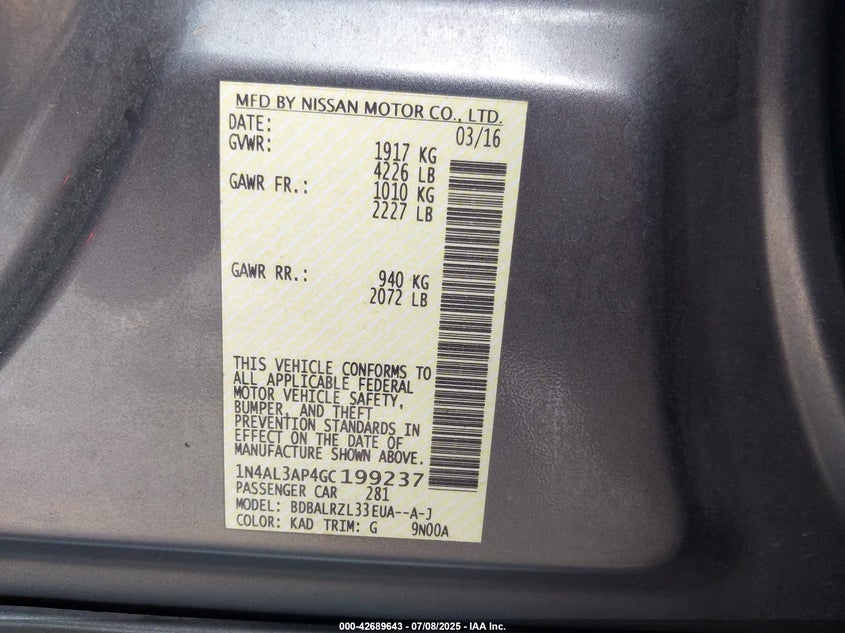 MFD BY NISSAN MOTOR CO., LTD.
DATE: 03/16
GVWR: 1917 KG
4226 LB
GAWR FR.: 1010 KG
2227 LB
GAWR RR.: 940 KG
2072 LB
THIS VEHICLE CONFORMS TO
ALL APPLICABLE FEDERAL
MOTOR VEHICLE SAFETY,
BUMPER, AND THEFT
PREVENTION STANDARDS IN
EFFECT ON THE DATE OF
MANUFACTURE SHOWN ABOVE.
1N4AL3AP4GC199237
PASSENGER CAR 281
MODEL: BDBALRZL33EUA--A-J
COLOR: KAD TRIM: G 9N00A
000-42689643 - 07/08/2025 - IAA Inc.